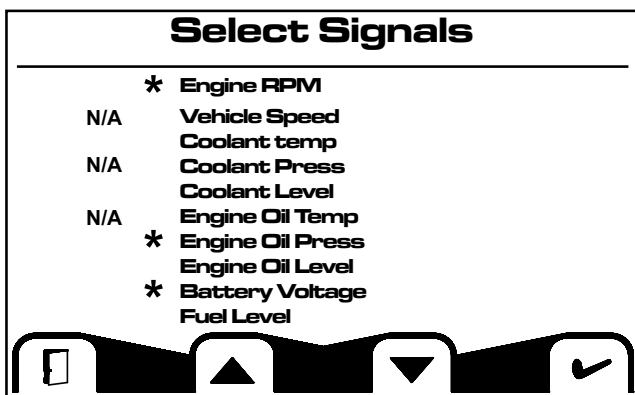 Select Signals
* Engine RPM
N/A Vehicle Speed
Coolant temp
N/A Coolant Press
Coolant Level
N/A Engine Oil Temp
* Engine Oil Press
Engine Oil Level
* Battery Voltage
Fuel Level